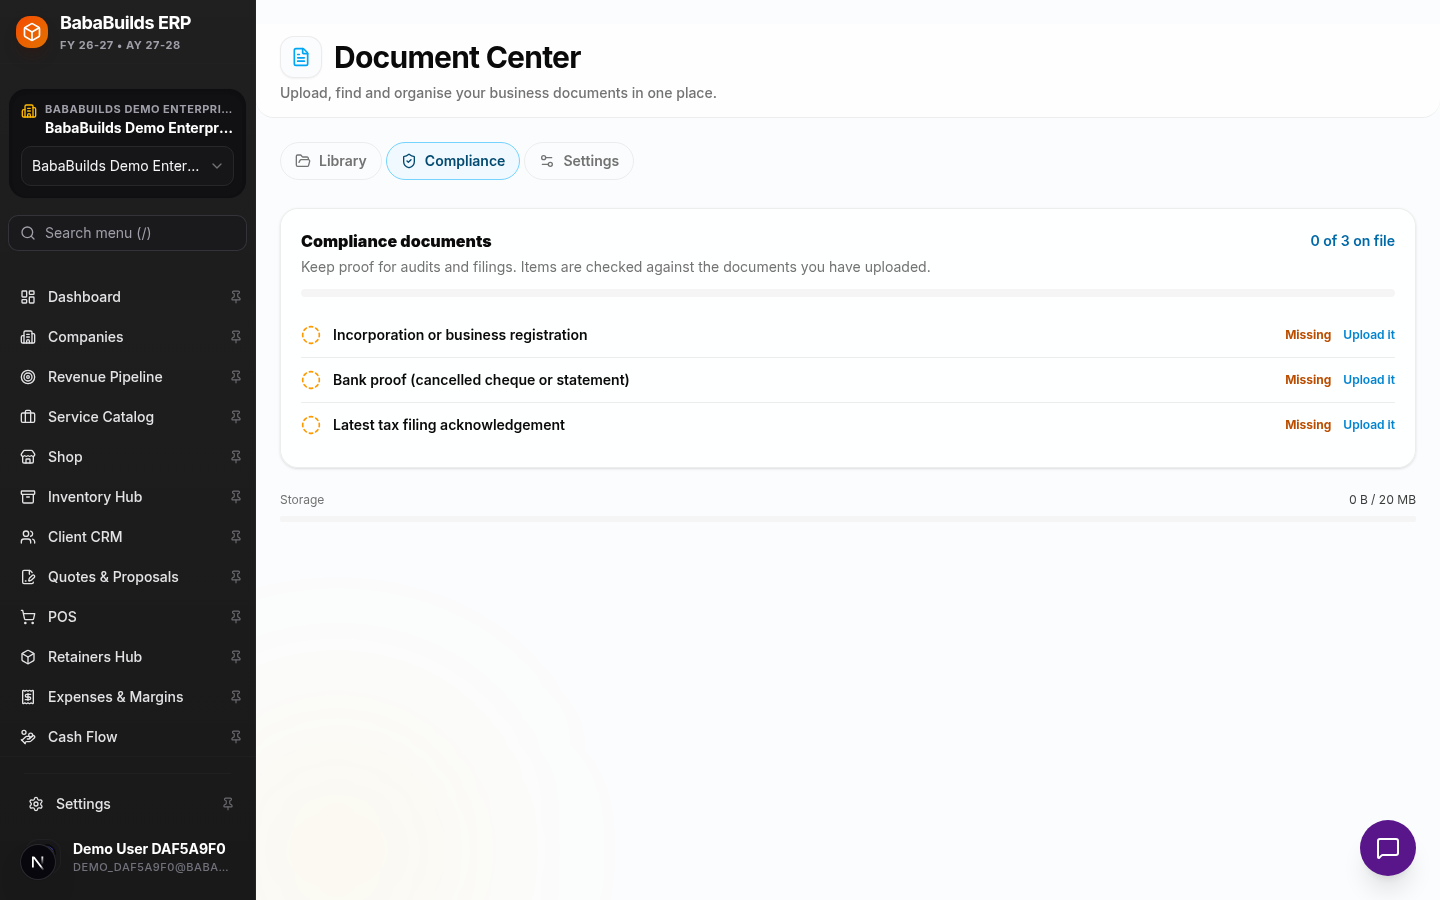 BabaBuilds ERP
FY 26-27 • AY 27-28
BABABUILDS DEMO ENTERPRI...
BabaBuilds Demo Enterpr...
BabaBuilds Demo Enter...
Search menu (/)
Dashboard
Companies
Revenue Pipeline
Service Catalog
Shop
Inventory Hub
Client CRM
Quotes & Proposals
POS
Retainers Hub
Expenses & Margins
Cash Flow
Settings
N
Demo User DAF5A9F0
DEMO_DAF5A9F0@BABA...
Document Center
Upload, find and organise your business documents in one place.
Library
Compliance
Settings
Compliance documents
0 of 3 on file
Keep proof for audits and filings. Items are checked against the documents you have uploaded.
Incorporation or business registration
Missing Upload it
Bank proof (cancelled cheque or statement)
Missing Upload it
Latest tax filing acknowledgement
Missing Upload it
Storage
0 B / 20 MB